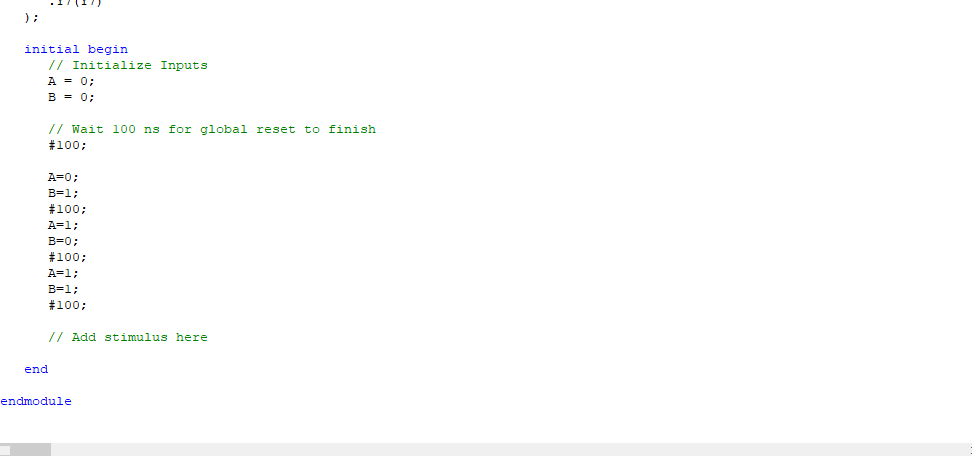 );
initial begin
// Initialize Inputs
A = 0;
B = 0;
// Wait 100 ns for global reset to finish
#100;
A=0;
B=1;
#100;
A=1;
B=0;
#100;
A=1;
B=1;
#100;
// Add stimulus here
end
endmodule